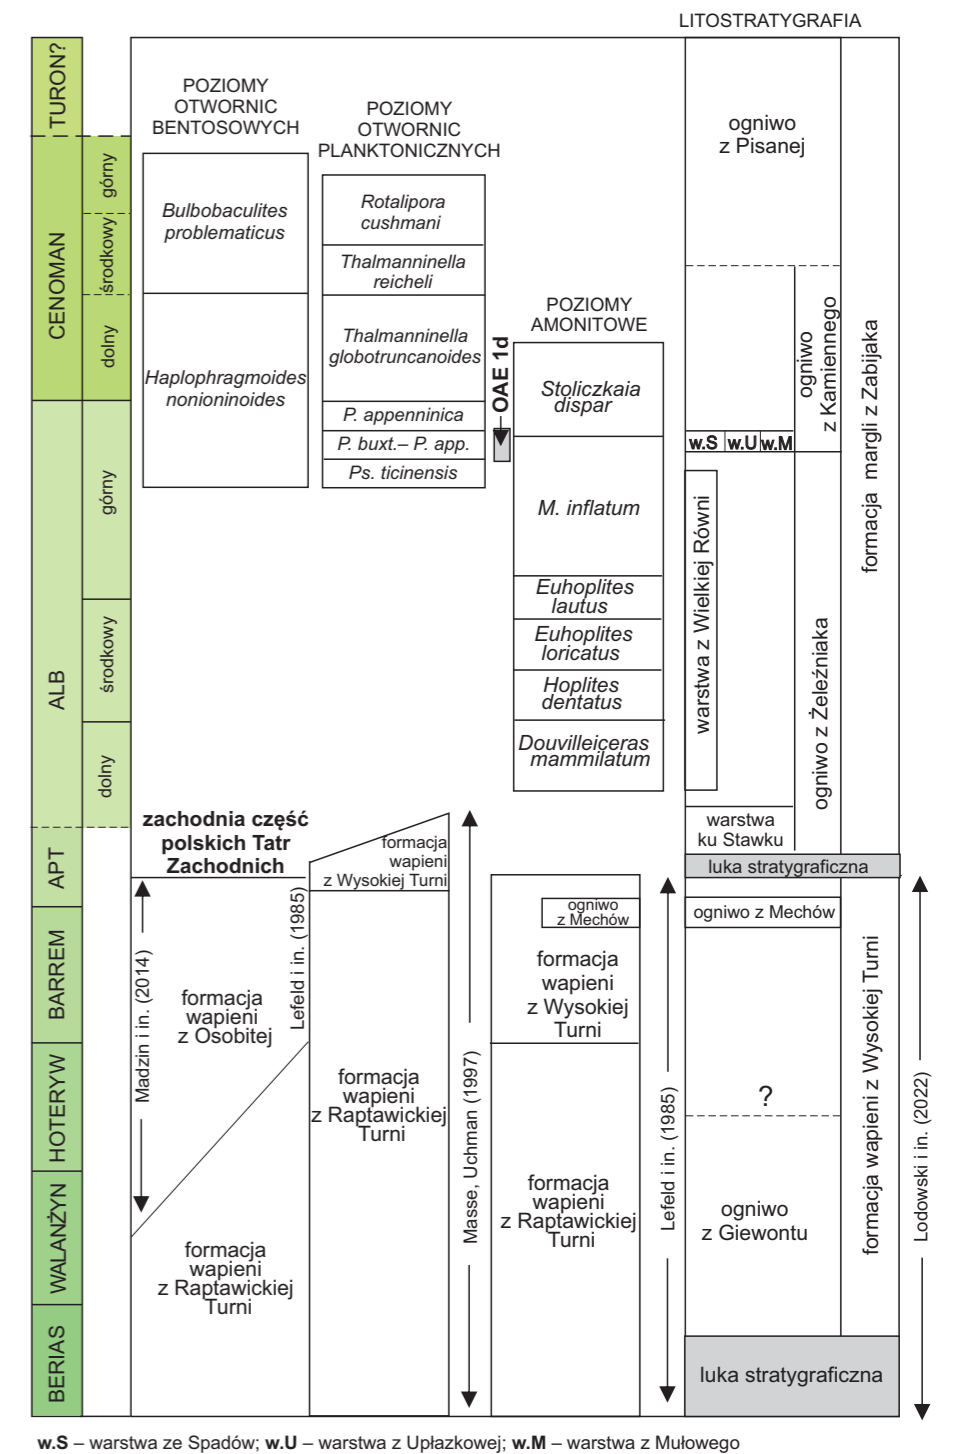 LITOSTRATYGRAFIA
TURON?
CENOMAN
górny
środkowy
dolny
ALB
górny
środkowy
dolny
APT
BARREM
HOTERYW
WALANŻYN
BERIAS
POZIOMY
OTWORNIC
BENTOSOWYCH
Bulbobaculites
problematicus
Haplophragmoides
nonioninoides
POZIOMY
OTWORNIC
PLANKTONICZNYCH
Rotalipora
cushmani
Thalmanninella
reicheli
Thalmanninella
globotruncanoides
P. appenninica
P. buxt.– P. app.
Ps. ticinensis
OAE 1d
POZIOMY
AMONITOWE
Stoliczkaia
dispar
M. inflatum
Euhoplites
lautus
Euhoplites
loricatus
Hoplites
dentatus
Douvilleiceras
mammilatum
ogniwo
z Pisanej
ogniwo
z Kamiennego
w.S
w.U
w.M
warstwa z Wielkiej Równi
ogniwo z Żeleźniaka
formacja margli z Zabijaka
warstwa
ku Stawku
luka stratygraficzna
zachodnia część
polskich Tatr
Zachodnich
Madzin i in. (2014)
formacja
wapieni
z Osobitej
Lefeld i in. (1985)
formacja
wapieni
z Raptawickiej
Turni
formacja
wapieni
z Wysokiej Turni
formacja
wapieni
z Raptawickiej
Turni
Masse, Uchman (1997)
ogniwo
z Mechów
formacja
wapieni
z Wysokiej
Turni
formacja
wapieni
z Raptawickiej
Turni
Lefeld i in. (1985)
ogniwo z Mechów
?
ogniwo
z Giewontu
formacja wapieni z Wysokiej Turni
Lodowski i in. (2022)
luka stratygraficzna
w.S – warstwa ze Spadów; w.U – warstwa z Upłazkowej; w.M – warstwa z Mułowego